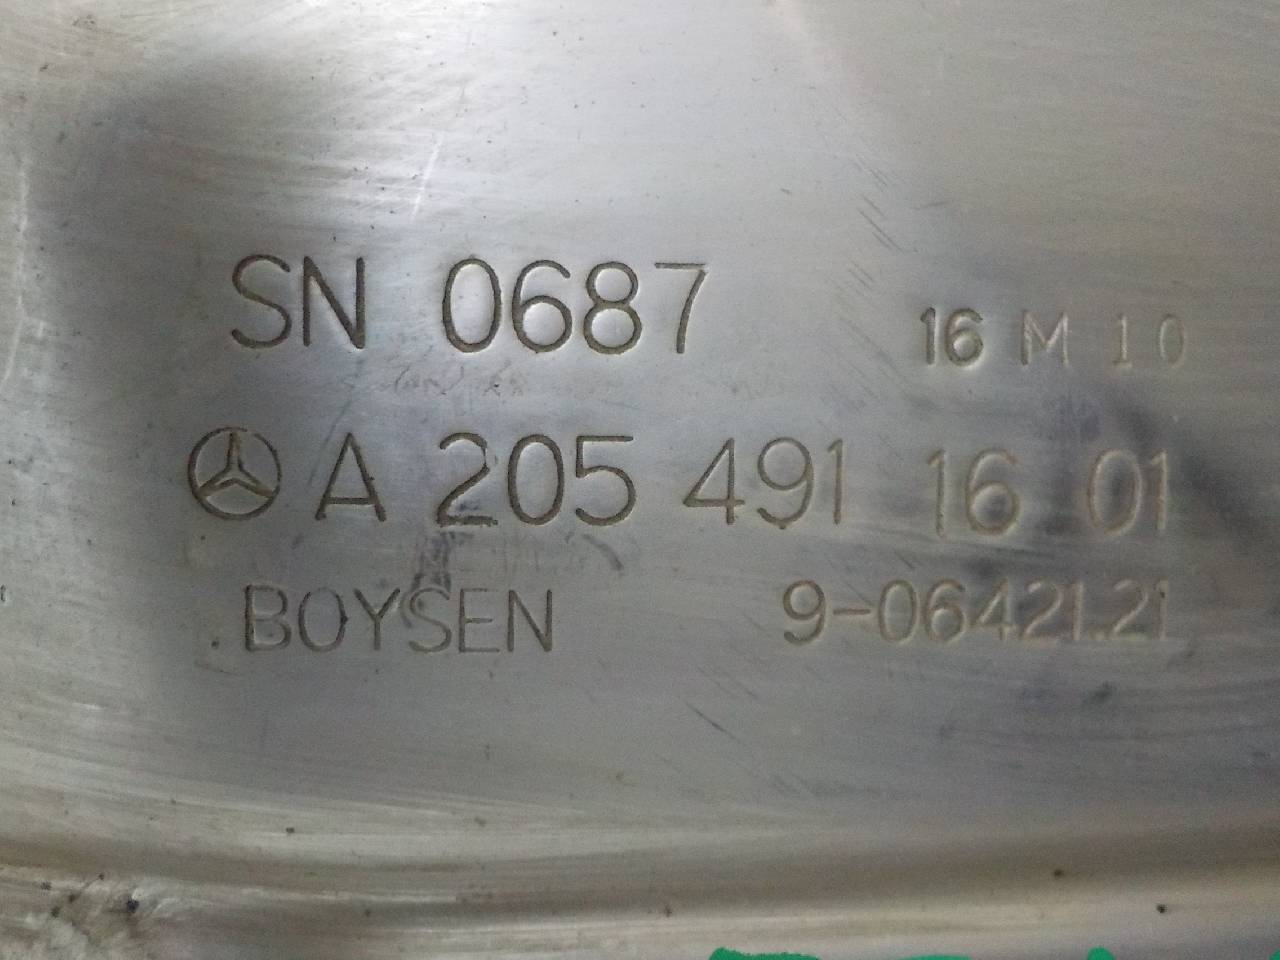 SN 0687
16 M 10
A 205 491 16 01
BOYSEN 9-06421.21